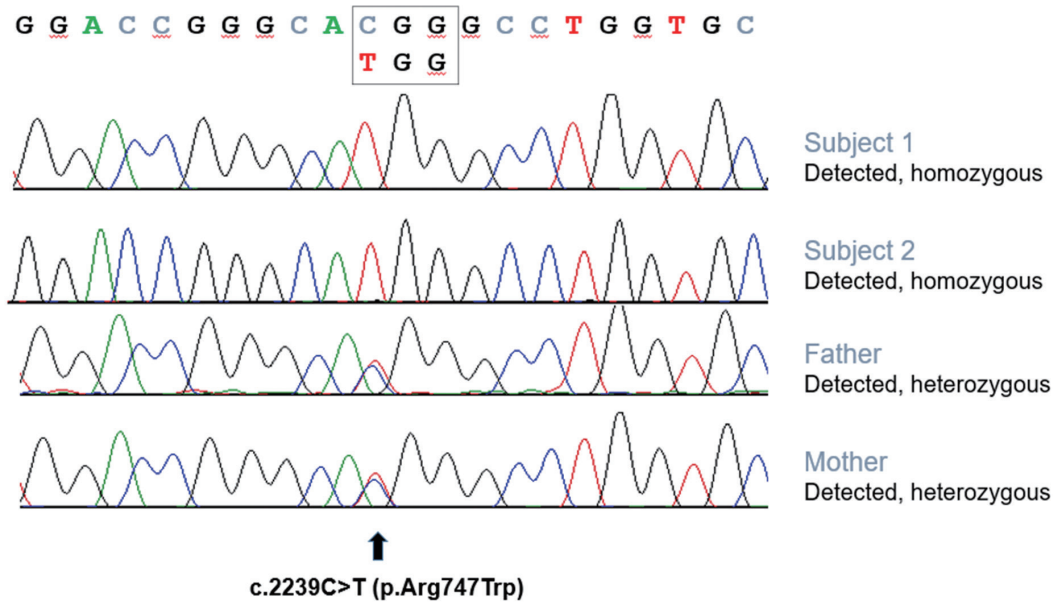 G G A C C G G G C A C G G G C C T G G T G C
T G G
Subject 1
Detected, homozygous
Subject 2
Detected, homozygous
Father
Detected, heterozygous
Mother
Detected, heterozygous
c.2239C>T (p.Arg747Trp)